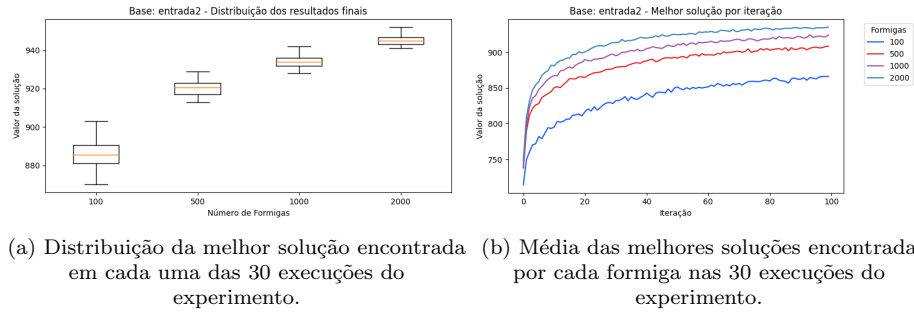 Base: entrada2 - Distribuição dos resultados finais
940
920
900
880
Valor da solução
100
500
1000
2000
Número de Formigas
Base: entrada2 - Melhor solução por iteração
900
850
800
750
Valor da solução
0
20
40
60
80
100
Iteração
Formigas
100
500
1000
2000
(a) Distribuição da melhor solução encontrada
em cada uma das 30 execuções do
experimento.
(b) Média das melhores soluções encontrada
por cada formiga nas 30 execuções do
experimento.